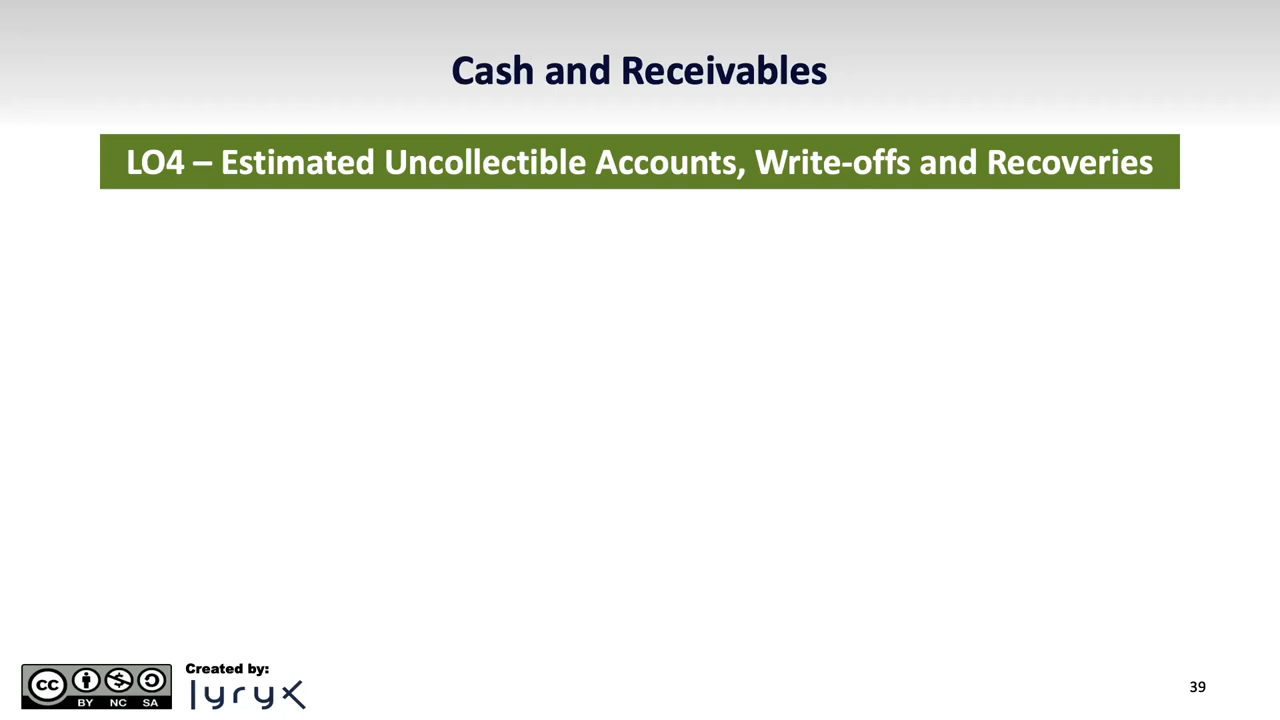 Cash and Receivables
LO4 – Estimated Uncollectible Accounts, Write-offs and Recoveries
cc
BY NC SA
Created by:
lyryx
39